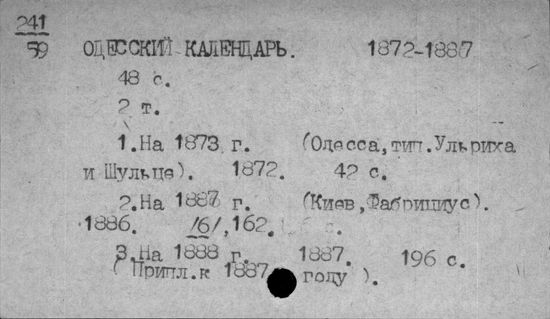 241
59 ОДЕССКИЙ КАЛЕНДАРЬ. 1872-1887
48 с.
2 т.
1.На 1873 г. (Одесса,тип.Ульриха
и Шульце). 1872. 42 с.
2.На 1887 г. (Киев,Фабрициус).
1886. /6/,162. с.
3.На 1888 г. 1887. 196 с.
( Припл.к 1887 году ).